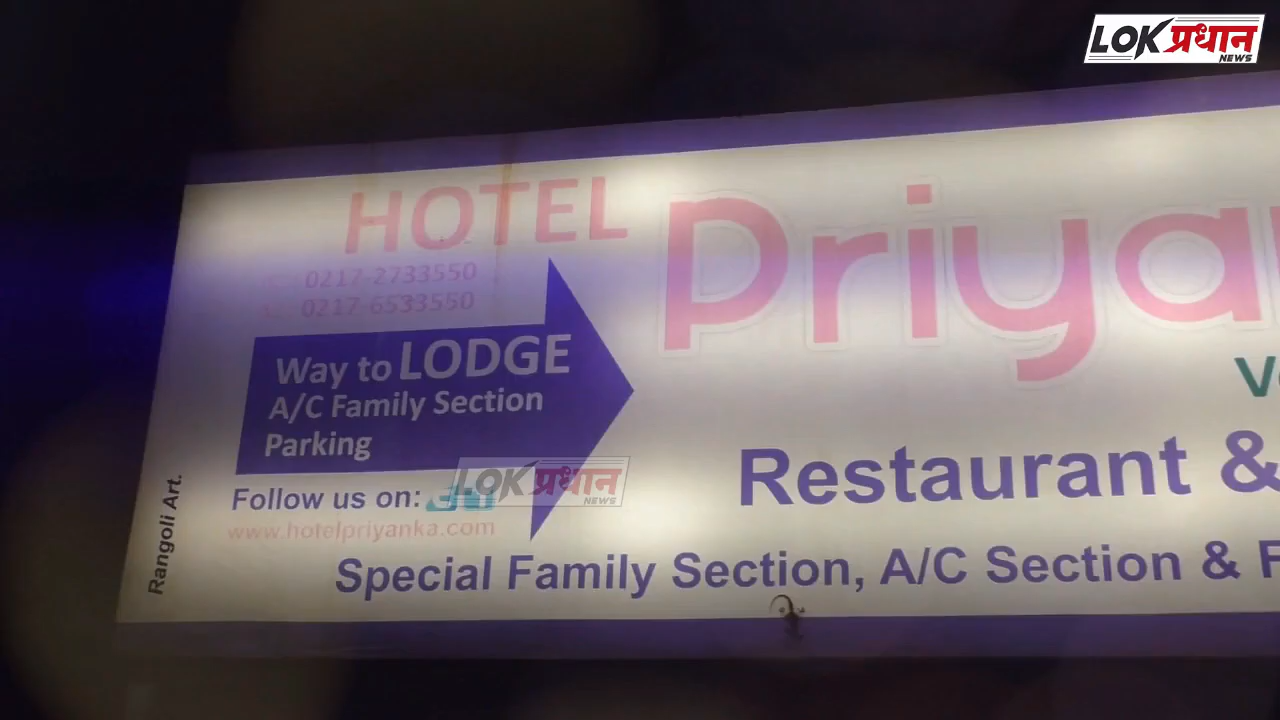 LOK प्रधान
NEWS
HOTEL
0217-2733550
0217-6533550
Priya
Way to LODGE
A/C Family Section
Parking
Restaurant &
Follow us on:
LOK प्रधान
NEWS
www.hotelpriyanka.com
Special Family Section, A/C Section & F
Rangoli Art.